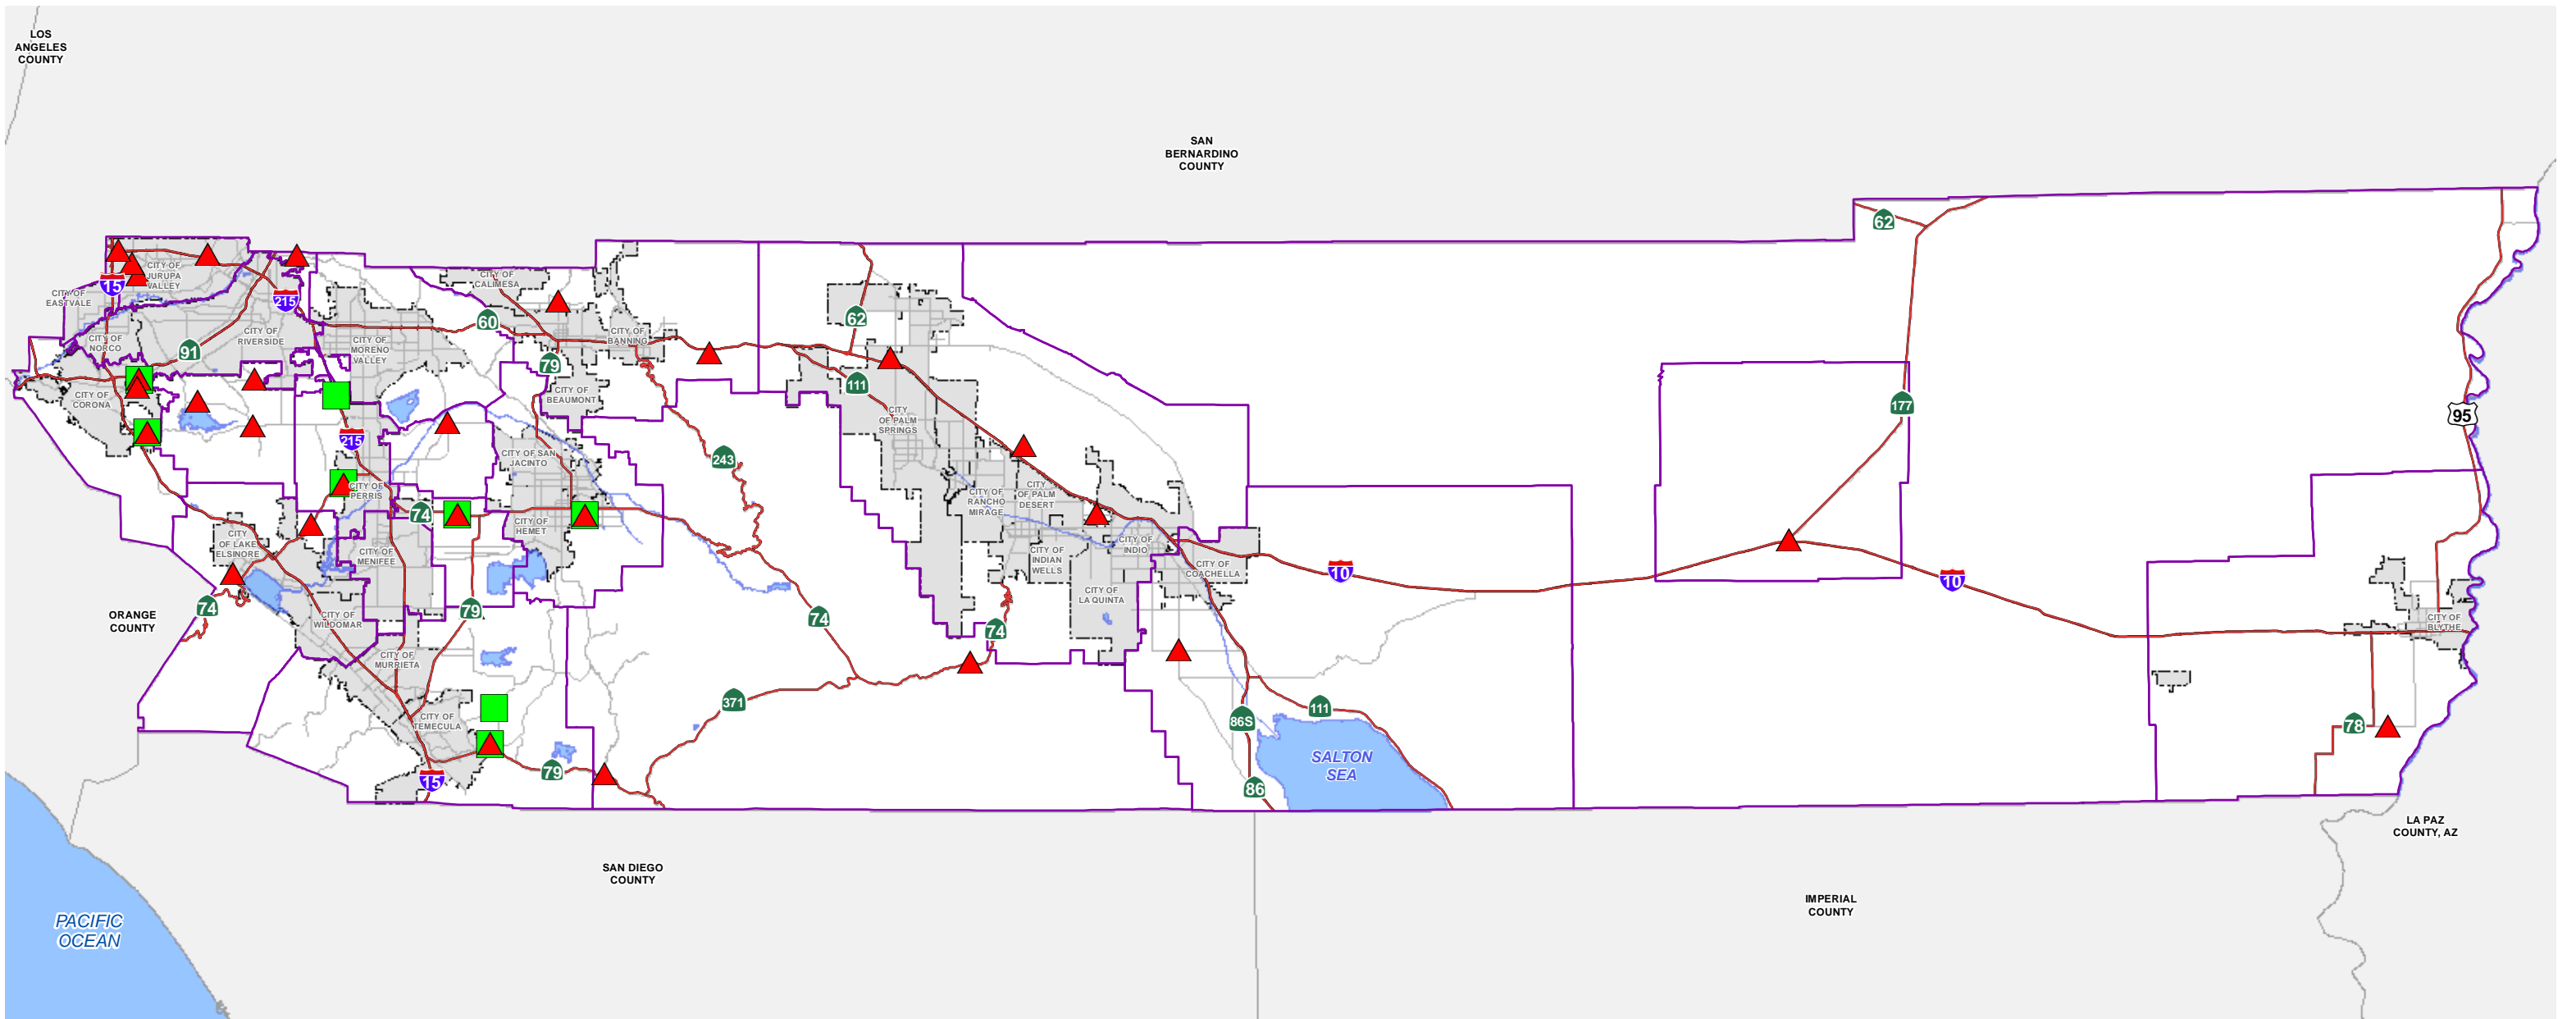 LOS
ANGELES
COUNTY
SAN
BERNARDINO
COUNTY
62
CITY OF
JURUPA
VALLEY
15
CITY OF
EASTVALE
215
CITY OF
CALIMESA
60
62
CITY OF
RIVERSIDE
CITY OF
NORCO
91
CITY OF
MORENO
VALLEY
CITY OF
BANNING
79
111
CITY OF
BEAUMONT
CITY OF
CORONA
177
95
CITY
OF PALM
SPRINGS
215
243
CITY OF SAN
JACINTO
CITY OF
PERRIS
CITY OF
RANCHO
MIRAGE
CITY
OF PALM
DESERT
74
CITY OF
HEMET
CITY
OF LAKE
ELSINORE
CITY OF
MENIFEE
CITY OF
INDIAN
WELLS
CITY OF
INDIO
CITY OF
COACHELLA
10
10
CITY OF
LA QUINTA
ORANGE
COUNTY
74
79
CITY OF
WILDOMAR
74
74
CITY OF
BLYTHE
CITY OF
MURRIETA
371
CITY OF
TEMECULA
86S
111
78
SALTON
SEA
15
79
86
LA PAZ
COUNTY, AZ
SAN DIEGO
COUNTY
IMPERIAL
COUNTY
PACIFIC
OCEAN